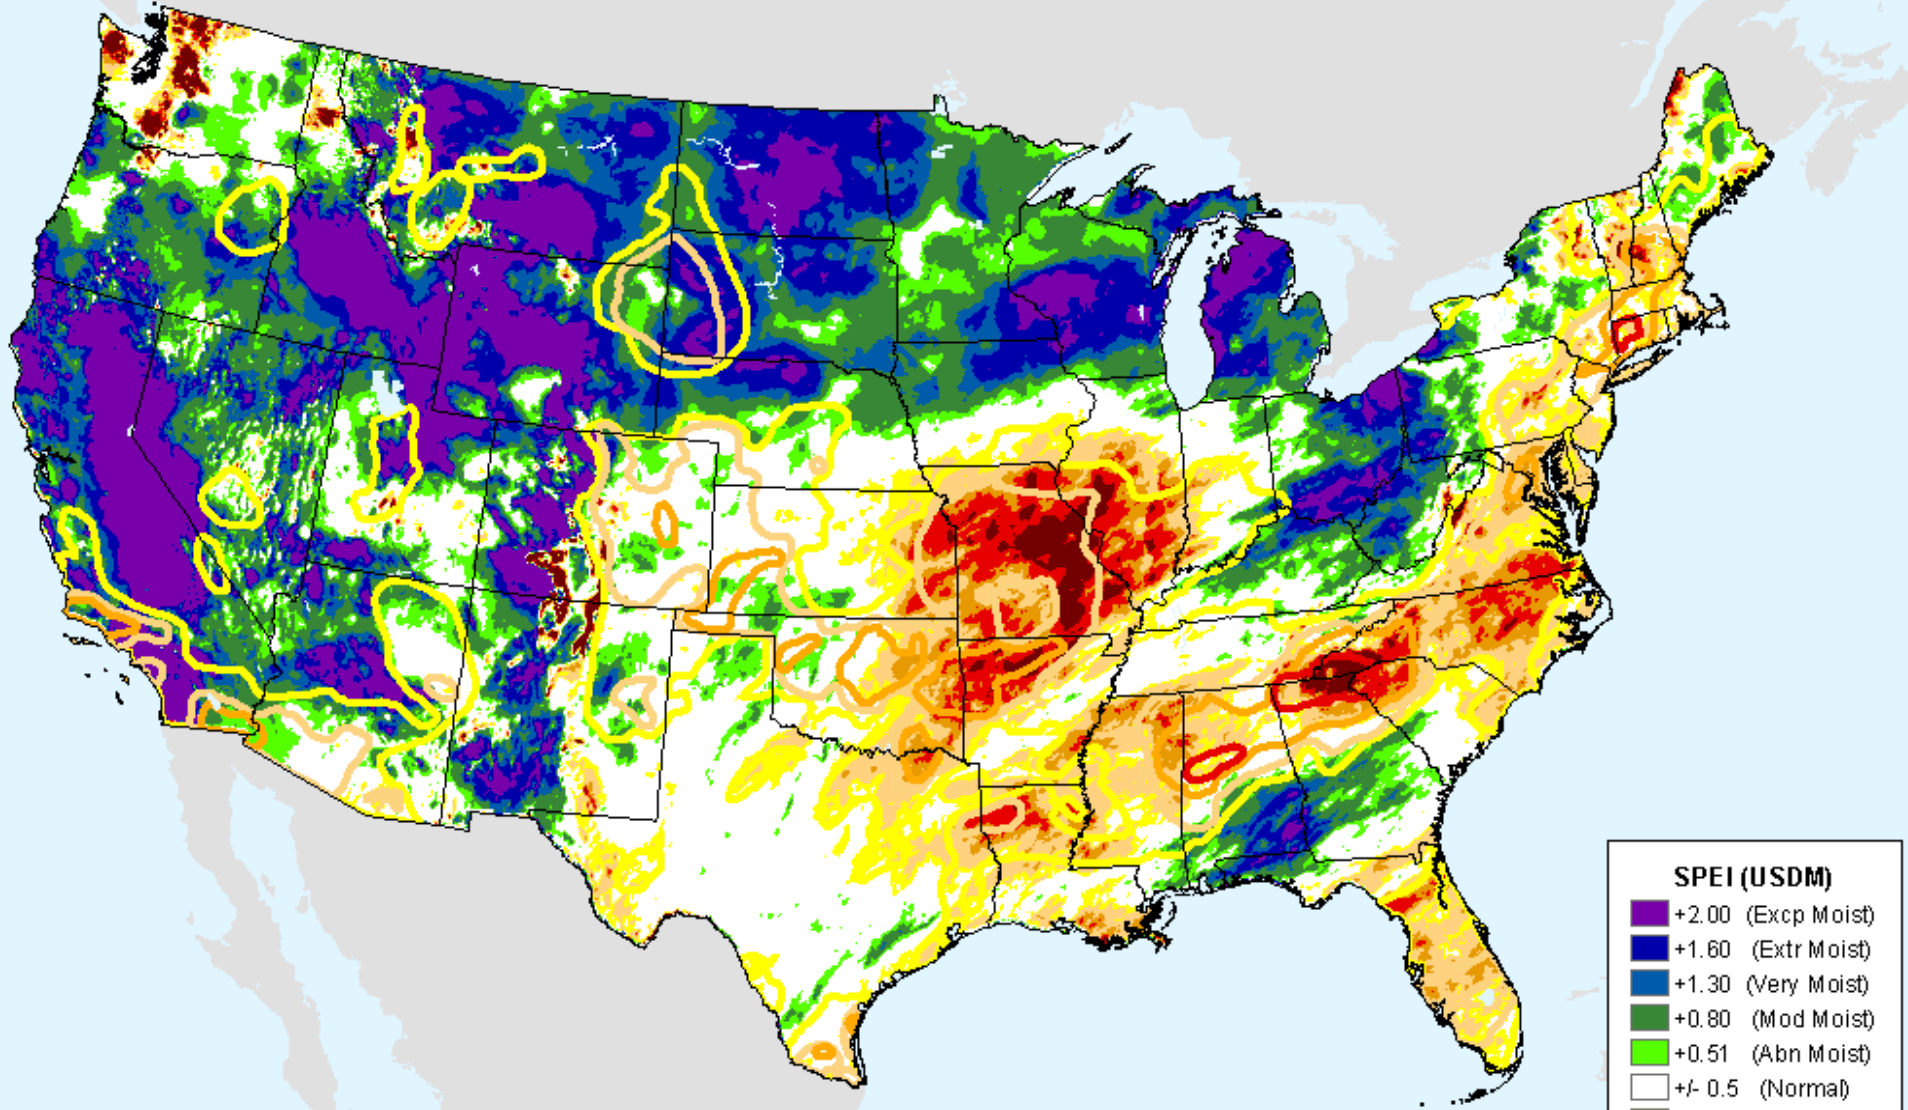 SPEI (USDM)
+2.00 (Excp Moist)
+1.60 (Extr Moist)
+1.30 (Very Moist)
+0.80 (Mod Moist)
+0.51 (Abn Moist)
+/- 0.5 (Normal)